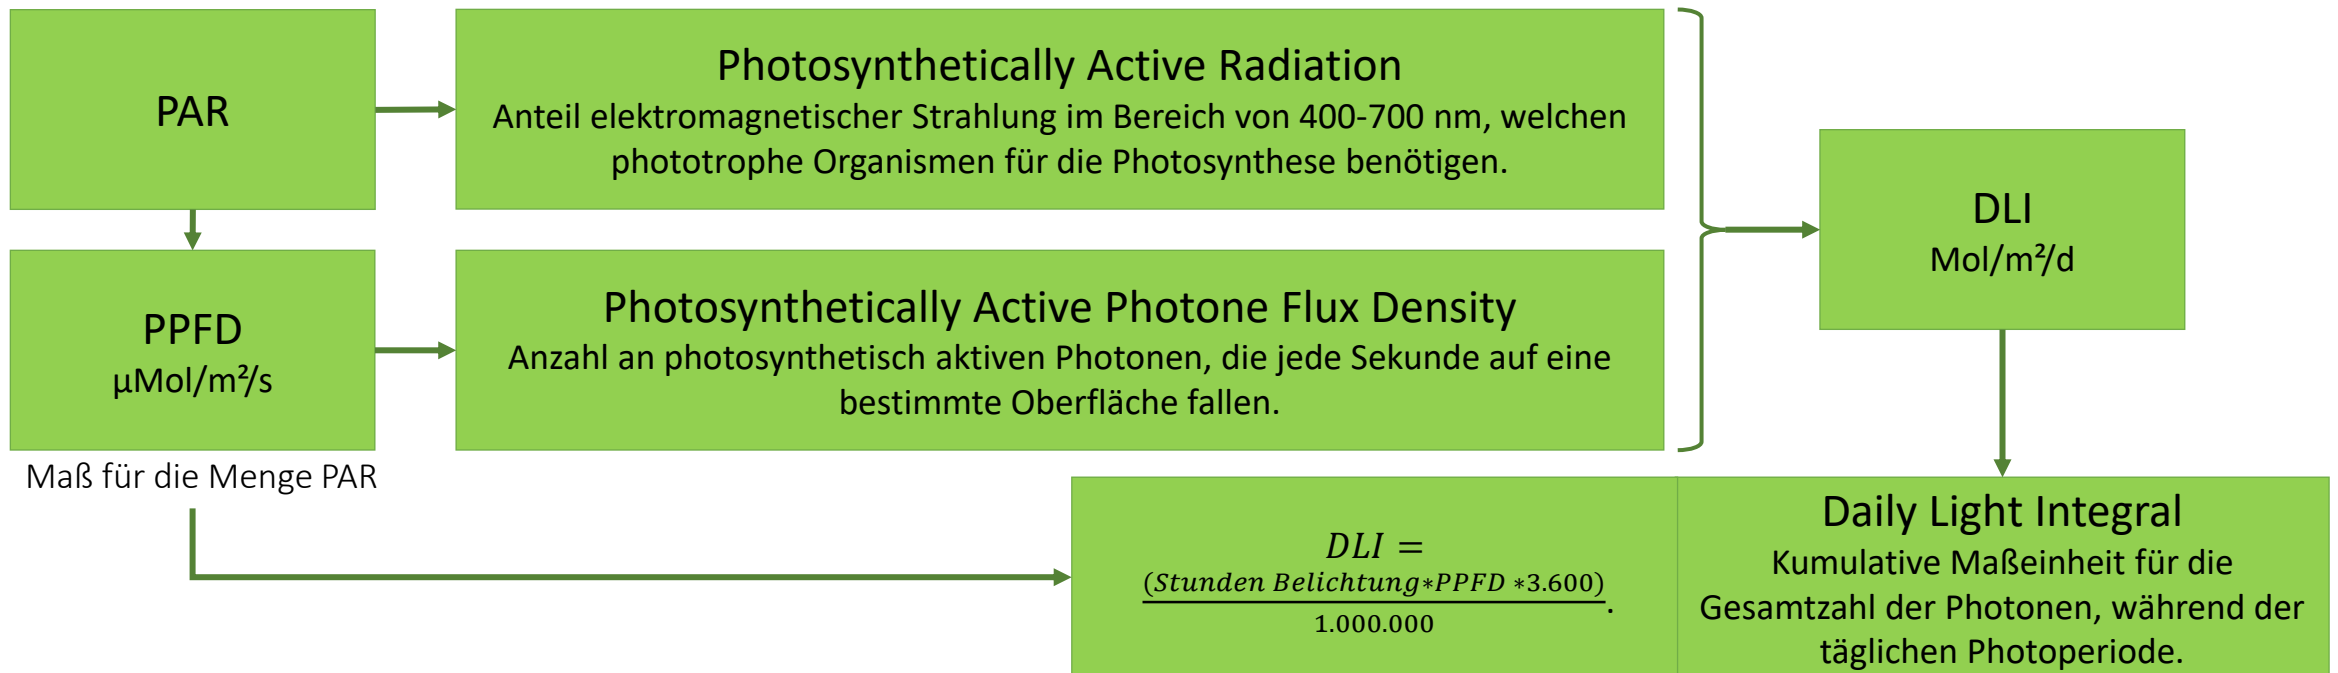 PAR
Photosynthetically Active Radiation
Anteil elektromagnetischer Strahlung im Bereich von 400-700 nm, welchen
phototrophe Organismen für die Photosynthese benötigen.
DLI
Mol/m²/d
PPFD
µMol/m²/s
Photosynthetically Active Photone Flux Density
Anzahl an photosynthetisch aktiven Photonen, die jede Sekunde auf eine
bestimmte Oberfläche fallen.
Maß für die Menge PAR
DLI =
(Stunden Belichtung*PPFD *3.600)
1.000.000 .
Daily Light Integral
Kumulative Maßeinheit für die
Gesamtzahl der Photonen, während der
täglichen Photoperiode.